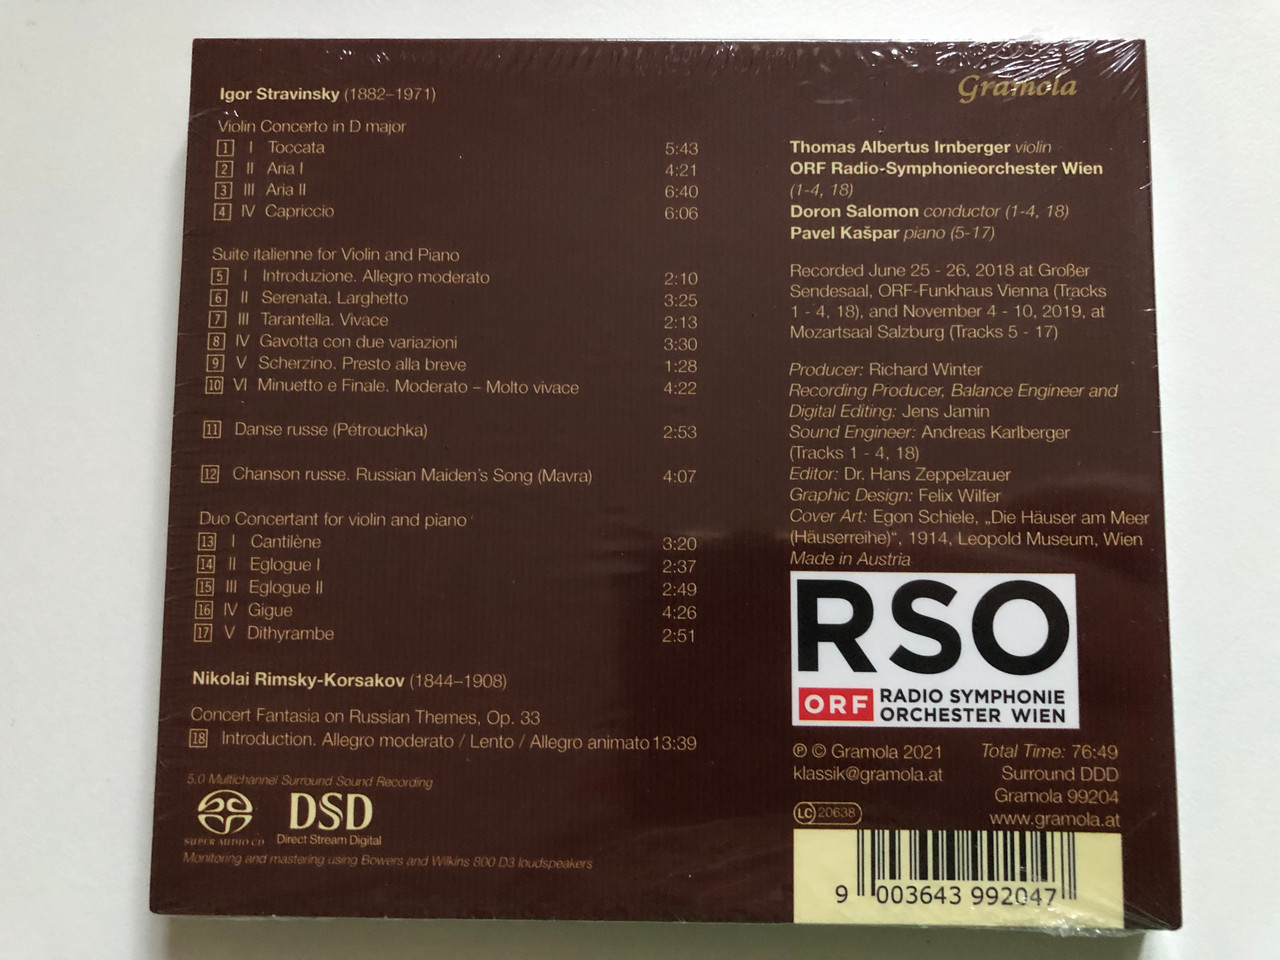 Igor Stravinsky (1882–1971)
Violin Concerto in D major
1 I Toccata 5:43
2 II Aria I 4:21
3 III Aria II 6:40
4 IV Capriccio 6:06
Suite italienne for Violin and Piano
5 I Introduzione. Allegro moderato 2:10
6 II Serenata. Larghetto 3:25
7 III Tarantella. Vivace 2:13
8 IV Gavotta con due variazioni 3:30
9 V Scherzino. Presto alla breve 1:28
10 VI Minuetto e Finale. Moderato – Molto vivace 4:22
11 Danse russe (Pétrouchka) 2:53
12 Chanson russe. Russian Maiden's Song (Mavra) 4:07
Duo Concertant for violin and piano
13 I Cantilène 3:20
14 II Eglogue I 2:37
15 III Eglogue II 2:49
16 IV Gigue 4:26
17 V Dithyrambe 2:51
Nikolai Rimsky-Korsakov (1844–1908)
Concert Fantasia on Russian Themes, Op. 33
18 Introduction. Allegro moderato / Lento / Allegro animato 13:39
5.0 Multichannel Surround Sound Recording
SUPER AUDIO CD
DSD
Direct Stream Digital
Monitoring and mastering using Bowers and Wilkins 800 D3 loudspeakers
Gramola
Thomas Albertus Irnberger violin
ORF Radio-Symphonieorchester Wien
(1-4, 18)
Doron Salomon conductor (1-4, 18)
Pavel Kašpar piano (5-17)
Recorded June 25 - 26, 2018 at Großer
Sendesaal, ORF-Funkhaus Vienna (Tracks
1 - 4, 18), and November 4 - 10, 2019, at
Mozartsaal Salzburg (Tracks 5 - 17)
Producer: Richard Winter
Recording Producer, Balance Engineer and
Digital Editing: Jens Jamin
Sound Engineer: Andreas Karlberger
(Tracks 1 - 4, 18)
Editor: Dr. Hans Zeppelzauer
Graphic Design: Felix Wilfer
Cover Art: Egon Schiele, „Die Häuser am Meer
(Häuserreihe)“, 1914, Leopold Museum, Wien
Made in Austria
RSO
ORF RADIO SYMPHONIE
ORCHESTER WIEN
℗ © Gramola 2021 Total Time: 76:49
klassik@gramola.at Surround DDD
Gramola 99204
LC 20638 www.gramola.at
9 003643 992047